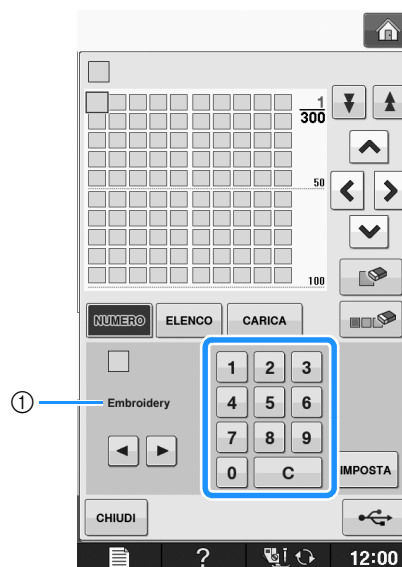 1
300
50
100
NUMERO ELENCO CARICA
1 2 3
① Embroidery
4 5 6
7 8 9
0 C
IMPOSTA
CHIUDI
? 12:00